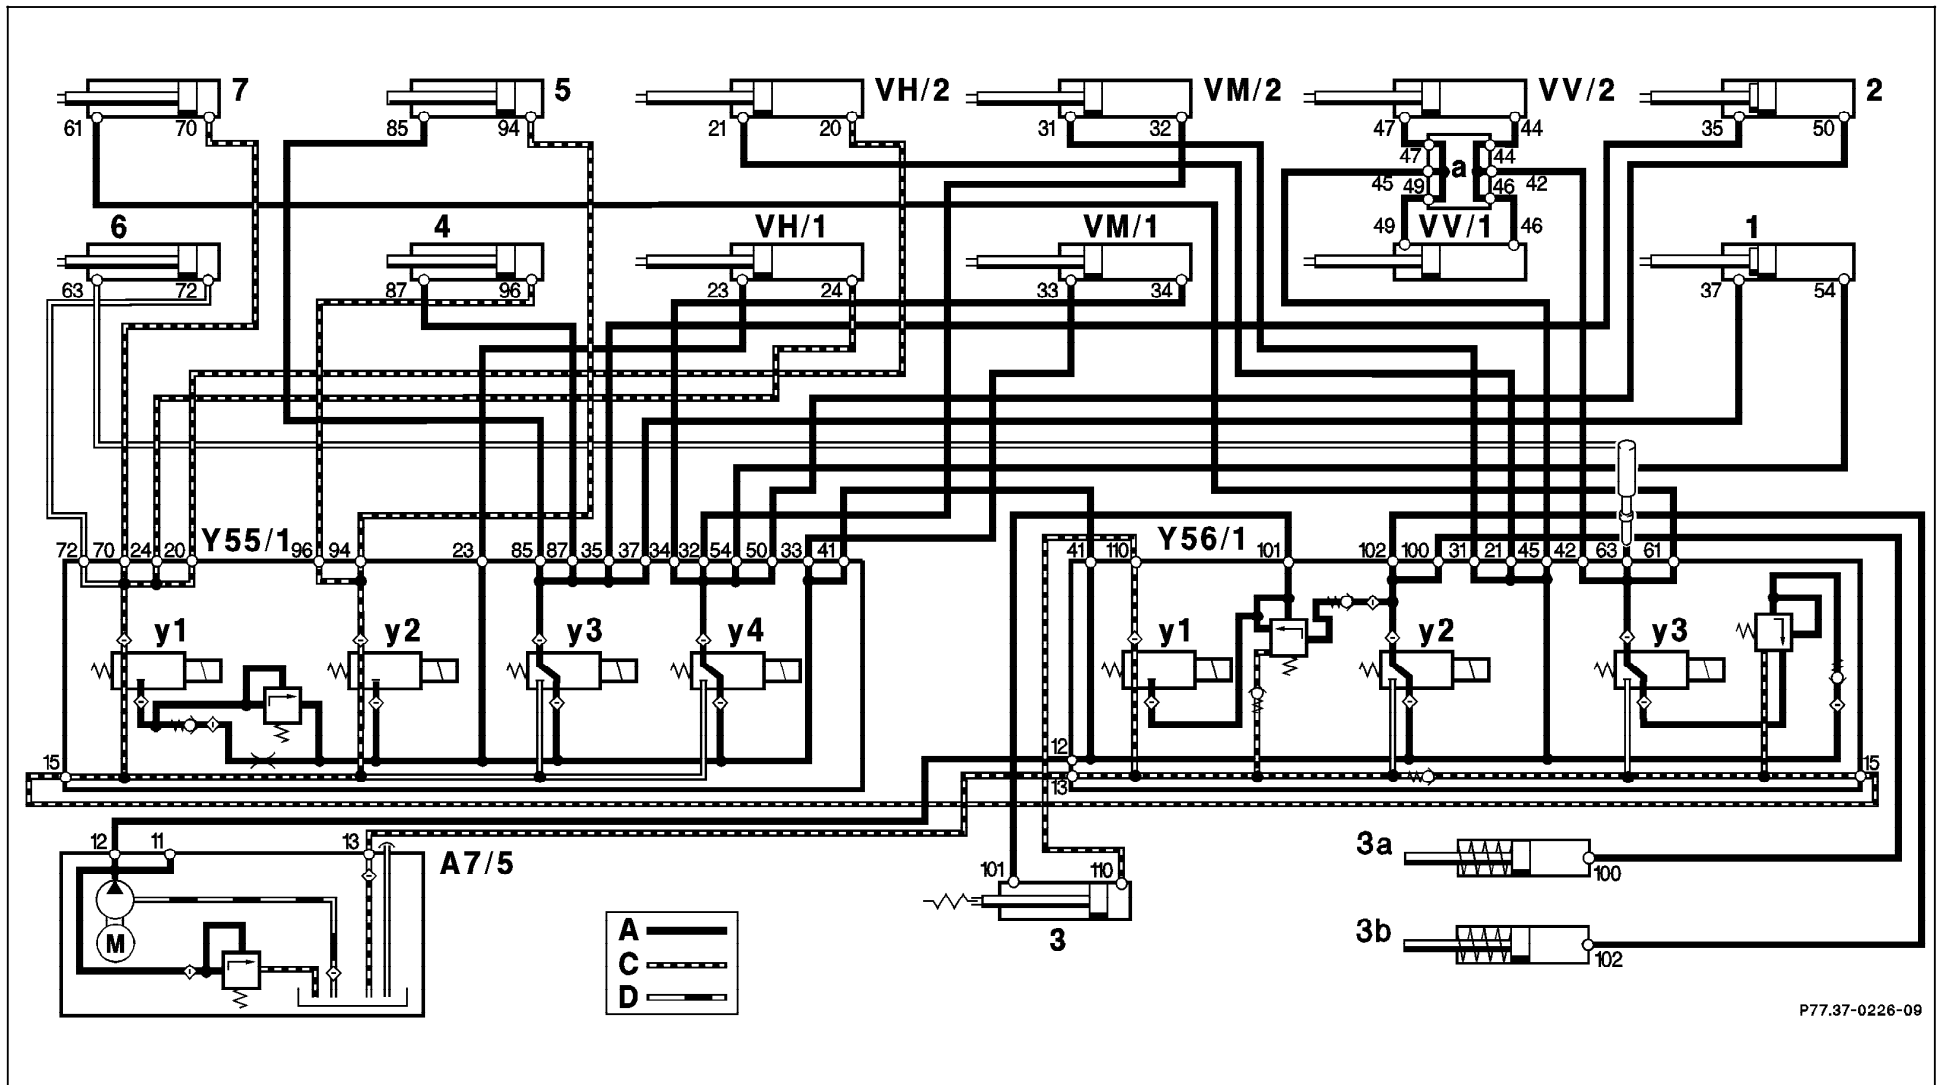 7 5 VH/2 VM/2 VV/2 2
61 70 85 94 21 20 31 32 47 44 35 50
47 a 44
45 49 46 42
6 4 VH/1 VM/1 49 VV/1 46 1
63 72 87 96 23 24 33 34 37 54
72 70 24 20 Y55/1 96 94 23 85 87 35 37 34 32 54 50 33 41
41 110 Y56/1 101 102 100 31 21 45 42 63 61
y1 y2 y3 y4 y1 y2 y3
15 12 13 15
12 11 13 A7/5
M
101 110
3
A
C
D
3a 100
3b 102
P77.37-0226-09